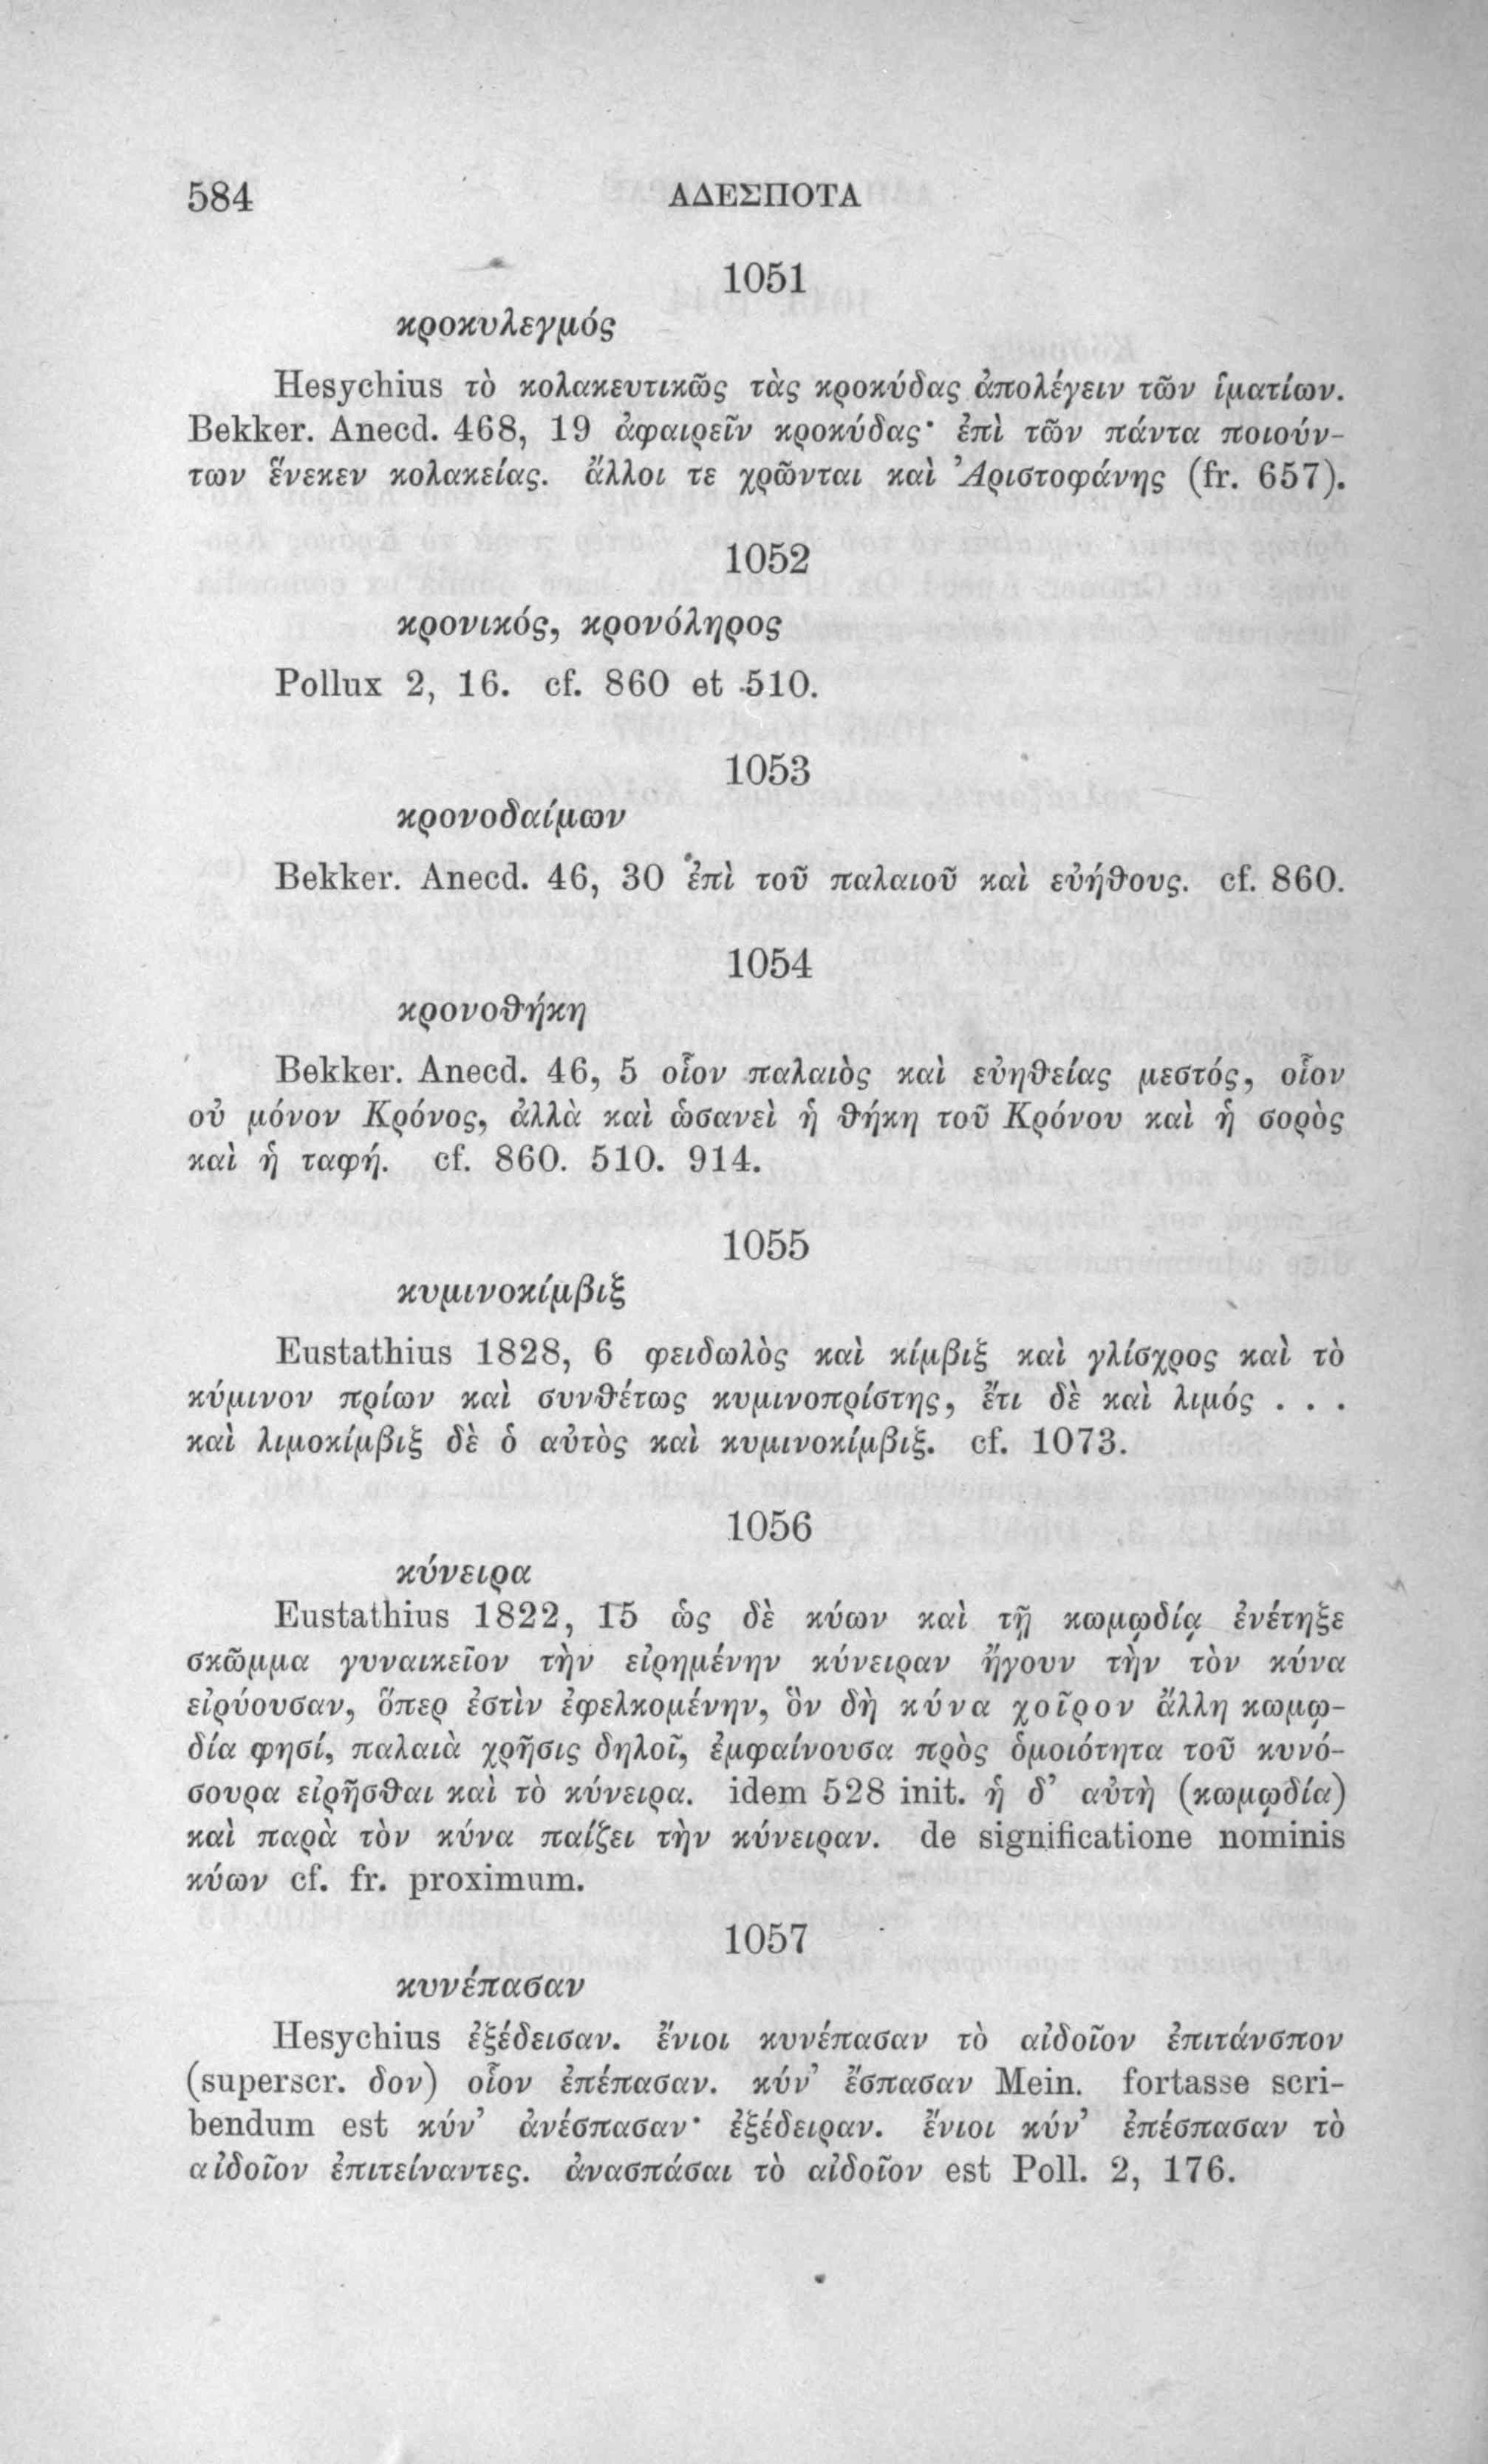 584 ΑΔΕΣΠΟΤΑ
1051
κροκυλεγμός
Hesychius τὸ κολακευτικῶς τὰς κροκύδας ἀπολέγειν τῶν ἱματίων.
Bekker. Anecd. 468, 19 ἀφαιρεῖν κροκύδας· ἐπὶ τῶν πάντα ποιούν-
των ἕνεκεν κολακείας. ἄλλοι τε χρῶνται καὶ Ἀριστοφάνης (fr. 657).
1052
κρονικός, κρονόληρος
Pollux 2, 16. cf. 860 et 510.
1053
κρονοδαίμων
Bekker. Anecd. 46, 30 ἐπὶ τοῦ παλαιοῦ καὶ εὐήθους. cf. 860.
1054
κρονοθήκη
Bekker. Anecd. 46, 5 οἷον παλαιὸς καὶ εὐηθείας μεστός, οἷον
οὐ μόνον Κρόνος, ἀλλὰ καὶ ὡσανεὶ ἡ θήκη τοῦ Κρόνου καὶ ἡ σορὸς
καὶ ἡ ταφή. cf. 860. 510. 914.
1055
κυμινοκίμβιξ
Eustathius 1828, 6 φειδωλὸς καὶ κίμβιξ καὶ γλίσχρος καὶ τὸ
κύμινον πρίων καὶ συνθέτως κυμινοπρίστης, ἔτι δὲ καὶ λιμός . . .
καὶ λιμοκίμβιξ δὲ ὁ αὐτὸς καὶ κυμινοκίμβιξ. cf. 1073.
1056
κύνειρα
Eustathius 1822, 15 ὡς δὲ κύων καὶ τῇ κωμῳδίᾳ ἐνέτηξε
σκῶμμα γυναικεῖον τὴν εἰρημένην κύνειραν ἤγουν τὴν τὸν κύνα
εἰρύουσαν, ὅπερ ἐστὶν ἐφελκομένην, ὃν δὴ κύνα χοῖρον ἄλλη κωμῳ-
δία φησί, παλαιὰ χρῆσις δηλοῖ, ἐμφαίνουσα πρὸς ὁμοιότητα τοῦ κυνό-
σουρα εἰρῆσθαι καὶ τὸ κύνειρα. idem 528 init. ἡ δ’ αὐτὴ (κωμῳδία)
καὶ παρὰ τὸν κύνα παίζει τὴν κύνειραν. de significatione nominis
κύων cf. fr. proximum.
1057
κυνέπασαν
Hesychius ἐξέδεισαν. ἔνιοι κυνέπασαν τὸ αἰδοῖον ἐπιτάνσπον
(superscr. δον) οἷον ἐπέπασαν. κύν’ ἔσπασαν Mein. fortasse scri-
bendum est κύν’ ἀνέσπασαν· ἐξέδειραν. ἔνιοι κύν’ ἐπέσπασαν τὸ
αἰδοῖον ἐπιτείναντες. ἀνασπάσαι τὸ αἰδοῖον est Poll. 2, 176.